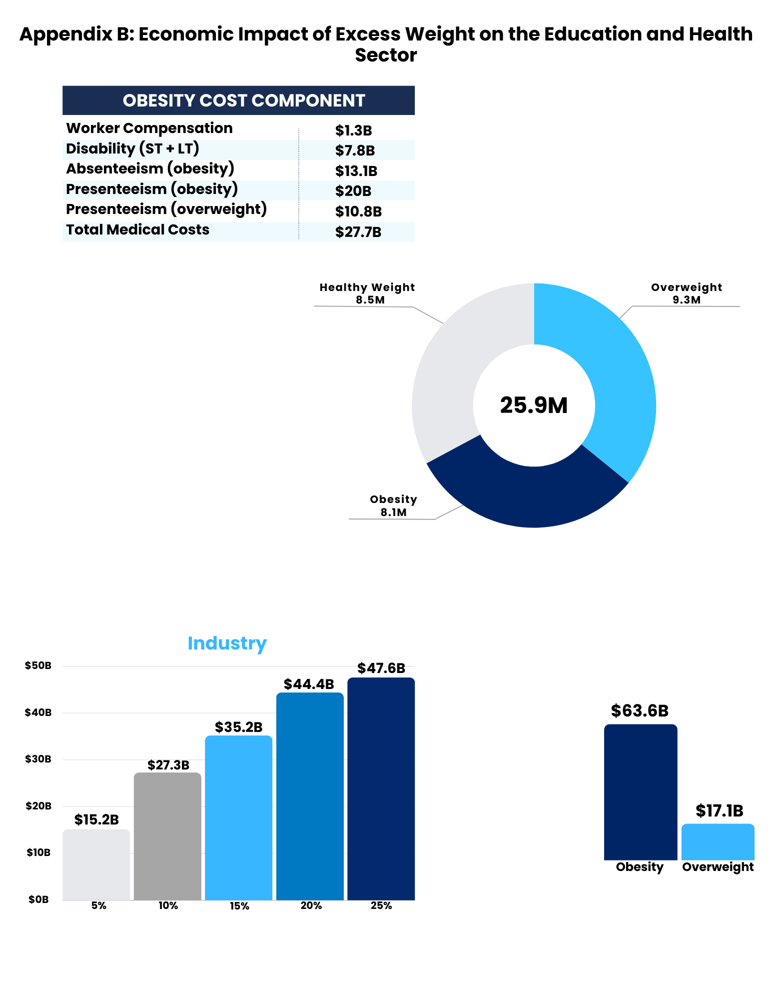 Appendix B: Economic Impact of Excess Weight on the Education and Health
Sector
OBESITY COST COMPONENT
Worker Compensation $1.3B
Disability (ST + LT) $7.8B
Absenteeism (obesity) $13.1B
Presenteeism (obesity) $20B
Presenteeism (overweight) $10.8B
Total Medical Costs $27.7B
Healthy Weight
8.5M
Overweight
9.3M
25.9M
Obesity
8.1M
Industry
$50B
$40B
$30B
$20B
$10B
$0B
$15.2B
$27.3B
$35.2B
$44.4B
$47.6B
5% 10% 15% 20% 25%
$63.6B
$17.1B
Obesity Overweight